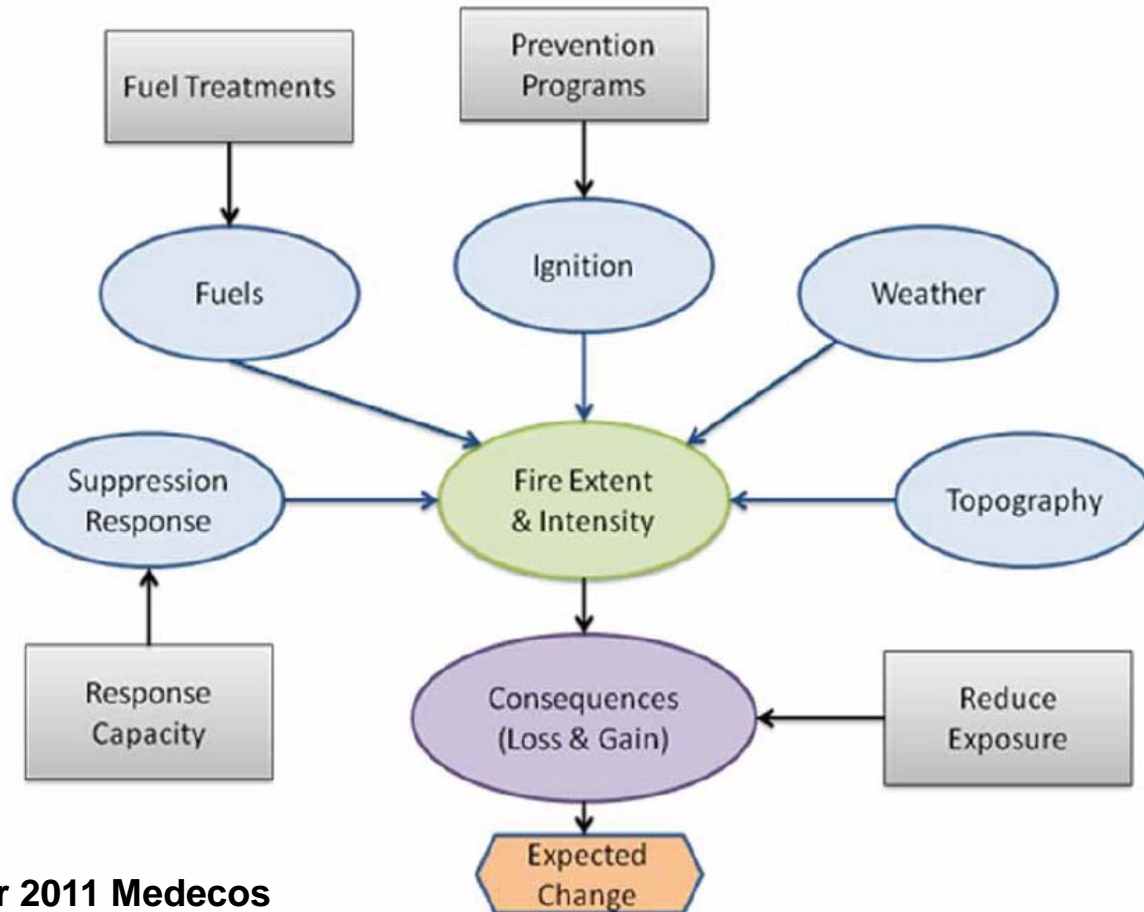 Prevention
Programs
Fuel Treatments
Ignition
Fuels
Weather
Suppression
Response
Fire Extent
& Intensity
Topography
Response
Capacity
Consequences
(Loss & Gain)
Reduce
Exposure
Expected
Change
r 2011 Medecos